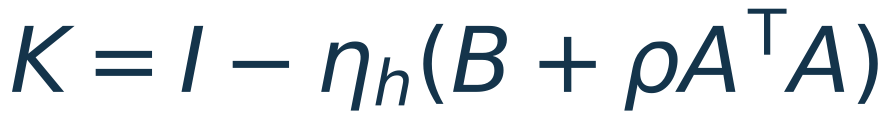 K = I − η_h(B + ρA^⊤A)